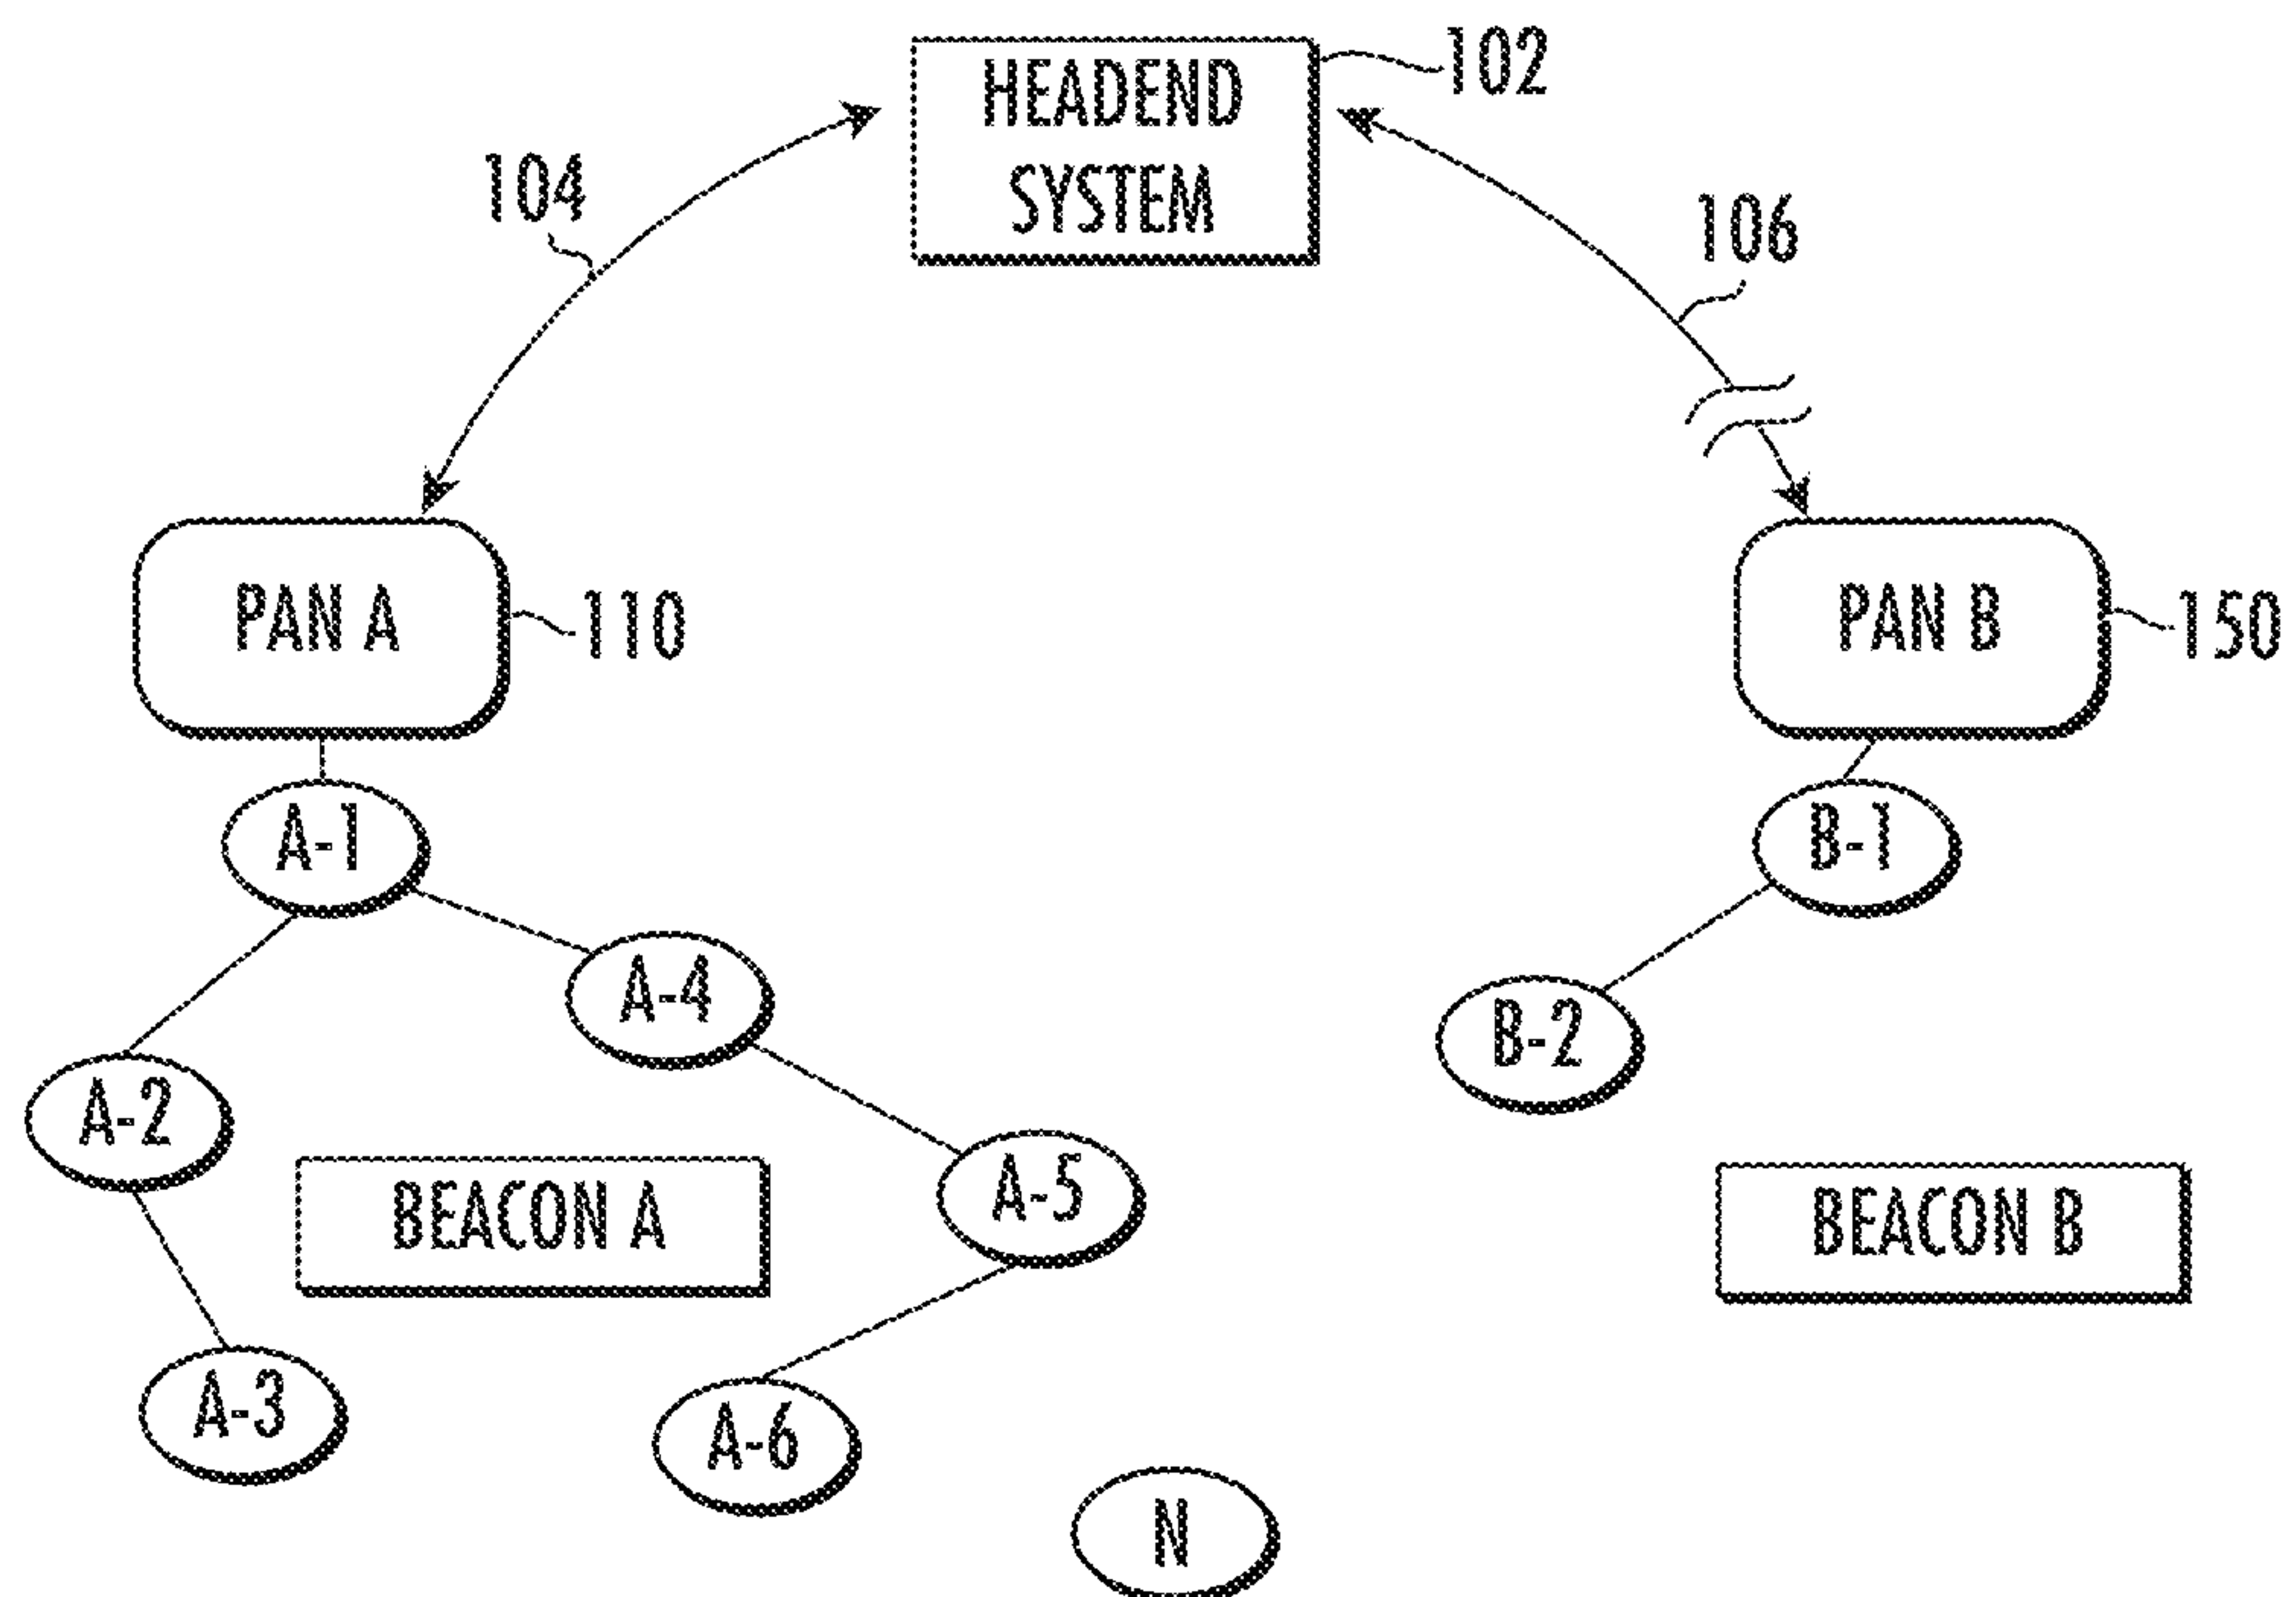 HEADEND
SYSTEM
102
104
106
PAN A
110
PAN B
150
A-1
B-1
A-4
B-2
A-2
A-5
BEACON A
BEACON B
A-3
A-6
N